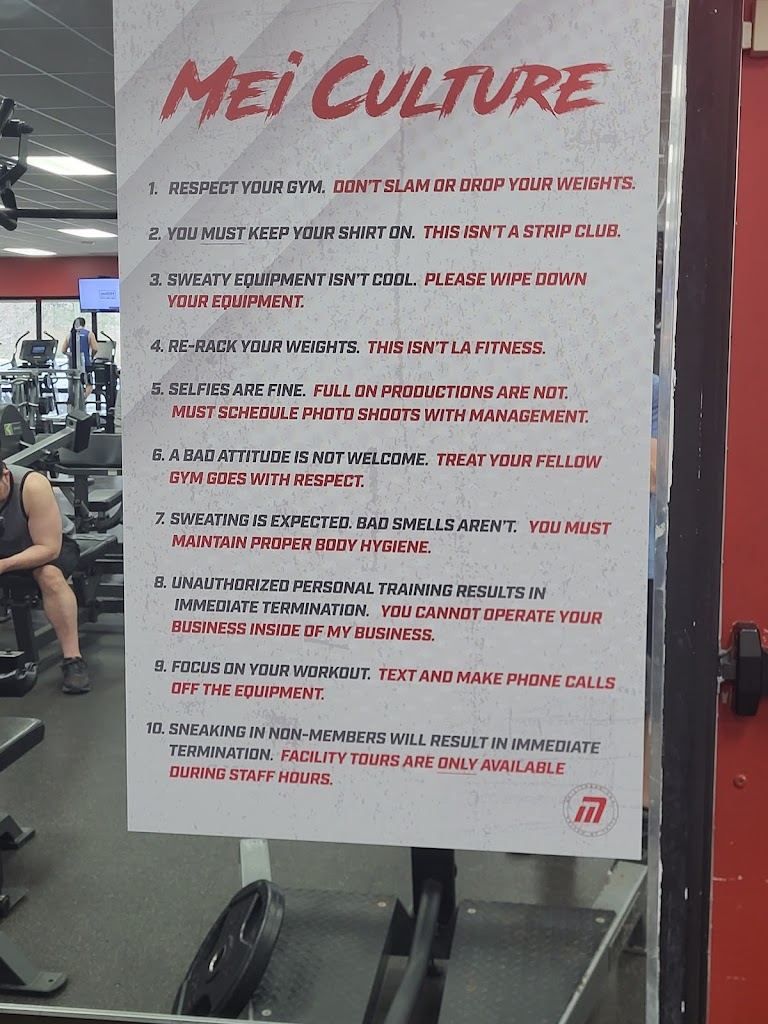 MEI CULTURE
1. RESPECT YOUR GYM. DON'T SLAM OR DROP YOUR WEIGHTS.
2. YOU MUST KEEP YOUR SHIRT ON. THIS ISN'T A STRIP CLUB.
3. SWEATY EQUIPMENT ISN'T COOL. PLEASE WIPE DOWN
YOUR EQUIPMENT.
4. RE-RACK YOUR WEIGHTS. THIS ISN'T LA FITNESS.
5. SELFIES ARE FINE. FULL ON PRODUCTIONS ARE NOT.
MUST SCHEDULE PHOTO SHOOTS WITH MANAGEMENT.
6. A BAD ATTITUDE IS NOT WELCOME. TREAT YOUR FELLOW
GYM GOES WITH RESPECT.
7. SWEATING IS EXPECTED. BAD SMELLS AREN'T. YOU MUST
MAINTAIN PROPER BODY HYGIENE.
8. UNAUTHORIZED PERSONAL TRAINING RESULTS IN
IMMEDIATE TERMINATION. YOU CANNOT OPERATE YOUR
BUSINESS INSIDE OF MY BUSINESS.
9. FOCUS ON YOUR WORKOUT. TEXT AND MAKE PHONE CALLS
OFF THE EQUIPMENT.
10. SNEAKING IN NON-MEMBERS WILL RESULT IN IMMEDIATE
TERMINATION. FACILITY TOURS ARE ONLY AVAILABLE
DURING STAFF HOURS.